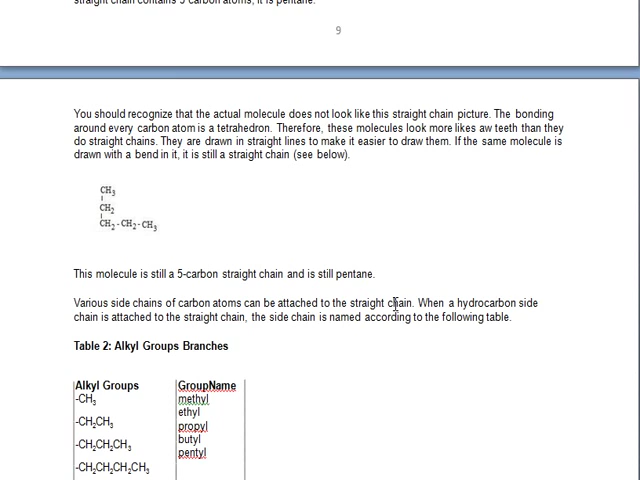 straight chain contains 5 carbon atoms, it is pentane.
9
You should recognize that the actual molecule does not look like this straight chain picture. The bonding
around every carbon atom is a tetrahedron. Therefore, these molecules look more likes aw teeth than they
do straight chains. They are drawn in straight lines to make it easier to draw them. If the same molecule is
drawn with a bend in it, it is still a straight chain (see below).
CH₃
CH₂
CH₂-CH₂-CH₃
This molecule is still a 5-carbon straight chain and is still pentane.
Various side chains of carbon atoms can be attached to the straight chain. When a hydrocarbon side
chain is attached to the straight chain, the side chain is named according to the following table.
Table 2: Alkyl Groups Branches
Alkyl Groups GroupName
-CH₃ methyl
ethyl
-CH₂CH₃ propyl
butyl
-CH₂CH₂CH₃ pentyl
-CH₂CH₂CH₂CH₃